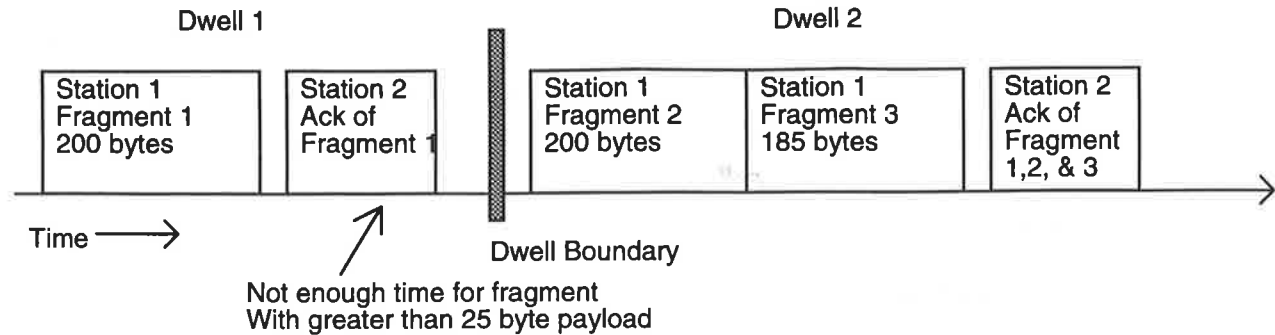 Dwell 1
Dwell 2
Station 1
Fragment 1
200 bytes
Station 2
Ack of
Fragment 1
Station 1
Fragment 2
200 bytes
Station 1
Fragment 3
185 bytes
Station 2
Ack of
Fragment
1,2, & 3
Time
Dwell Boundary
Not enough time for fragment
With greater than 25 byte payload